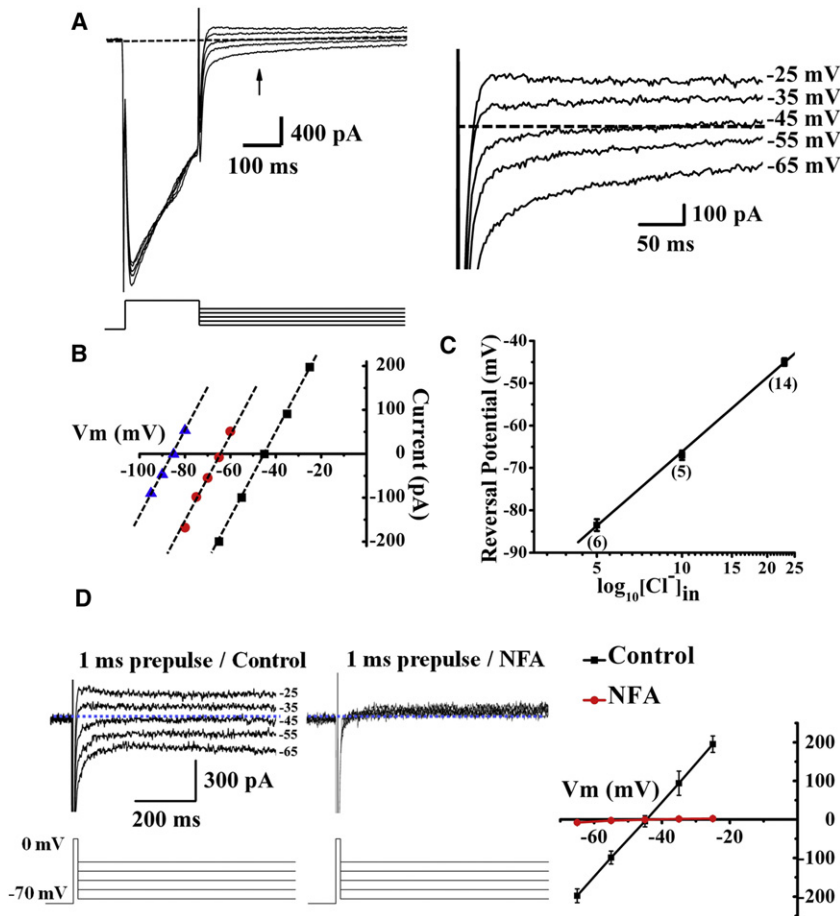 A
400 pA
100 ms
-25 mV
-35 mV
-45 mV
-55 mV
-65 mV
100 pA
50 ms
B
Vm (mV)
-100 -80 -60 -40 -20
200
100
0
-100
-200
Current (pA)
C
Reversal Potential (mV)
-40
-50
-60
-70
-80
-90
(14)
(5)
(6)
5 10 15 20 25
log10[Cl-]in
D
1 ms prepulse / Control
1 ms prepulse / NFA
Control
NFA
-25
-35
-45
-55
-65
300 pA
200 ms
0 mV
-70 mV
Vm (mV)
-60 -40 -20
200
100
0
-100
-200